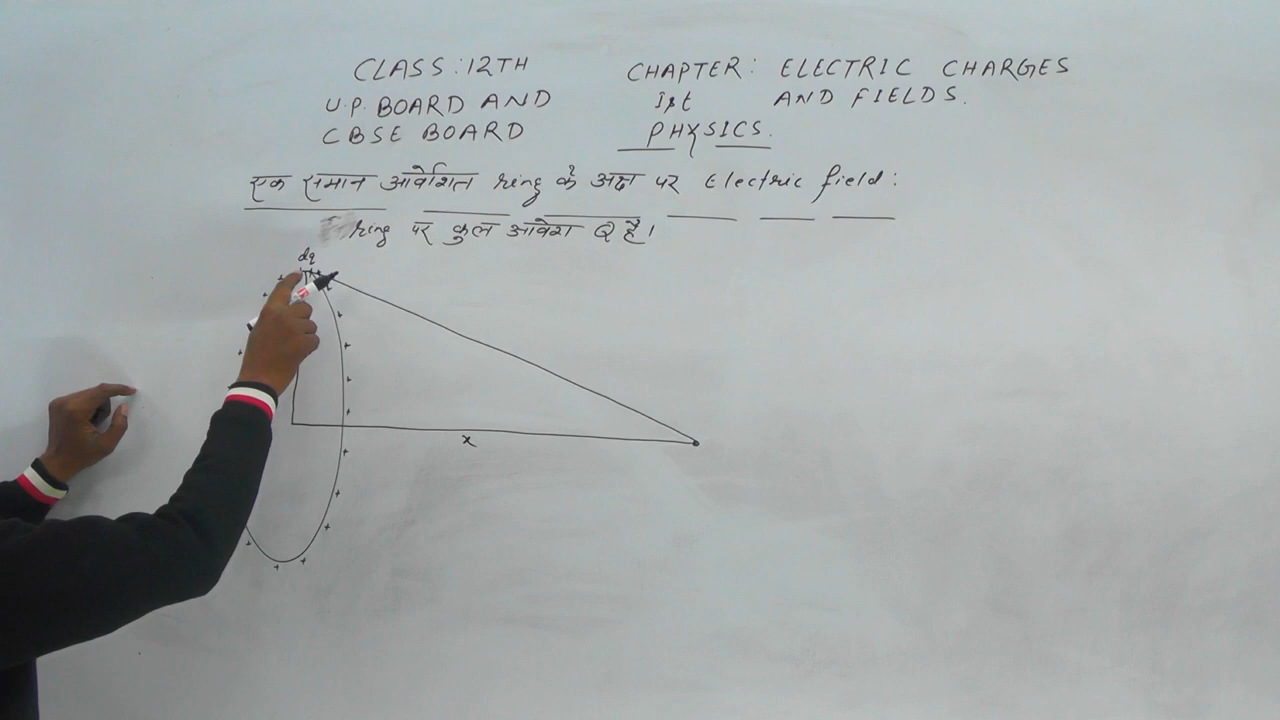 CLASS: 12TH
U.P. BOARD AND
CBSE BOARD
CHAPTER: ELECTRIC CHARGES
1st AND FIELDS.
PHYSICS.
एक समान आवेशित ring के अक्ष पर Electric field:
ring पर कुल आवेश Q है।
dq
x